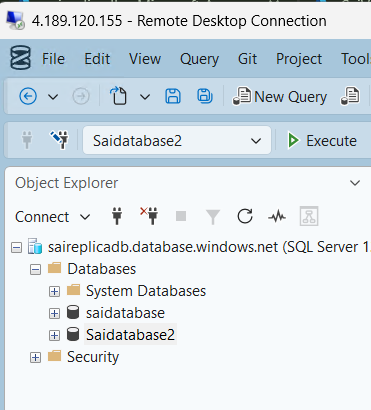 4.189.120.155 - Remote Desktop Connection
File Edit View Query Git Project Tools
New Query
Saidatabase2 Execute
Object Explorer
Connect
saireplicadb.database.windows.net (SQL Server 1
Databases
System Databases
saidatabase
Saidatabase2
Security